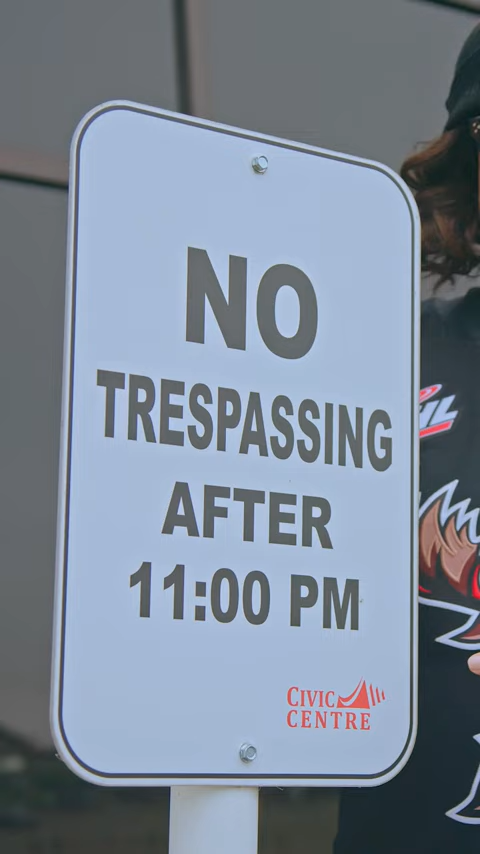 NO
TRESPASSING
AFTER
11:00 PM
CIVIC
CENTRE